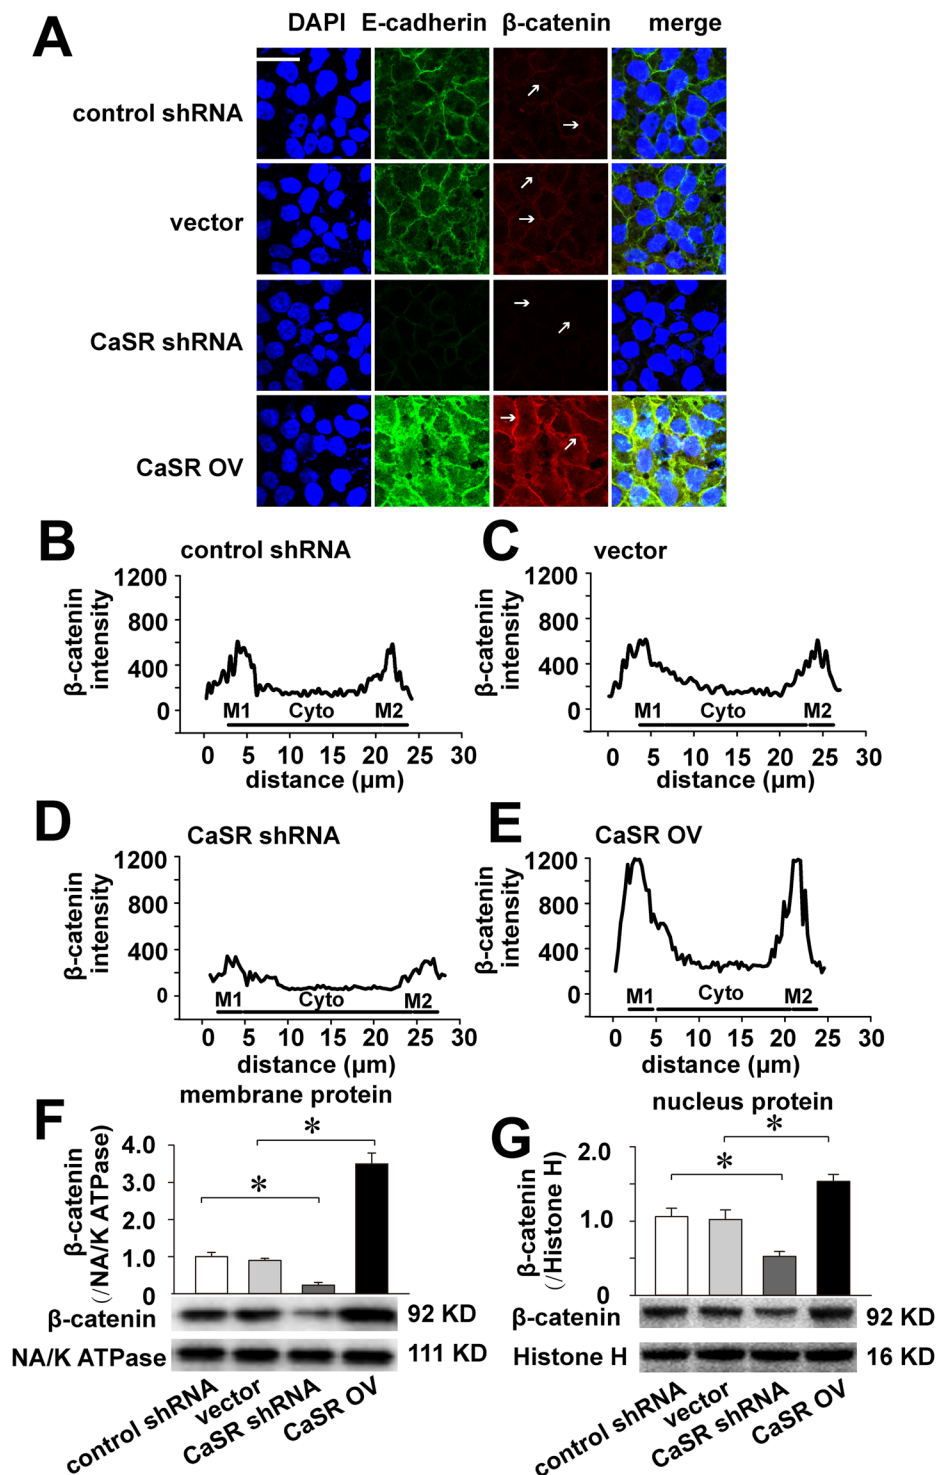 A
DAPI E-cadherin β-catenin merge
control shRNA
vector
CaSR shRNA
CaSR OV
B
control shRNA
β-catenin
intensity
1200
800
400
0
M1 Cyto M2
0 5 10 15 20 25 30
distance (μm)
C
vector
β-catenin
intensity
1200
800
400
0
M1 Cyto M2
0 5 10 15 20 25 30
distance (μm)
D
CaSR shRNA
β-catenin
intensity
1200
800
400
0
M1 Cyto M2
0 5 10 15 20 25 30
distance (μm)
E
CaSR OV
β-catenin
intensity
1200
800
400
0
M1 Cyto M2
0 5 10 15 20 25 30
distance (μm)
F
membrane protein
β-catenin
(/NA/K ATPase)
4.0
3.0
2.0
1.0
0
*
*
β-catenin 92 KD
NA/K ATPase 111 KD
control shRNA
vector
CaSR shRNA
CaSR OV
G
nucleus protein
β-catenin
(/Histone H)
2.0
1.0
0
*
*
β-catenin 92 KD
Histone H 16 KD
control shRNA
vector
CaSR shRNA
CaSR OV